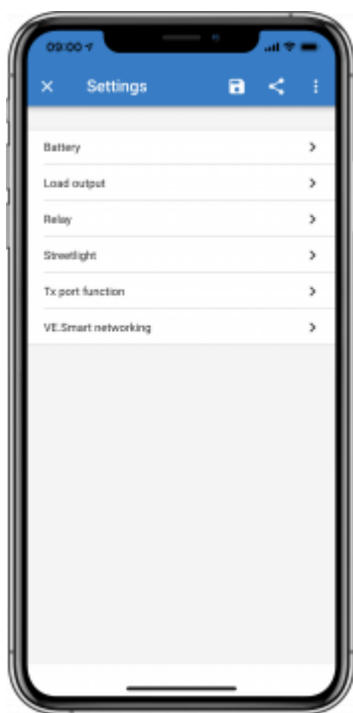 09:00
Settings
Battery
Load output
Relay
Streetlight
Tx port function
VE.Smart networking